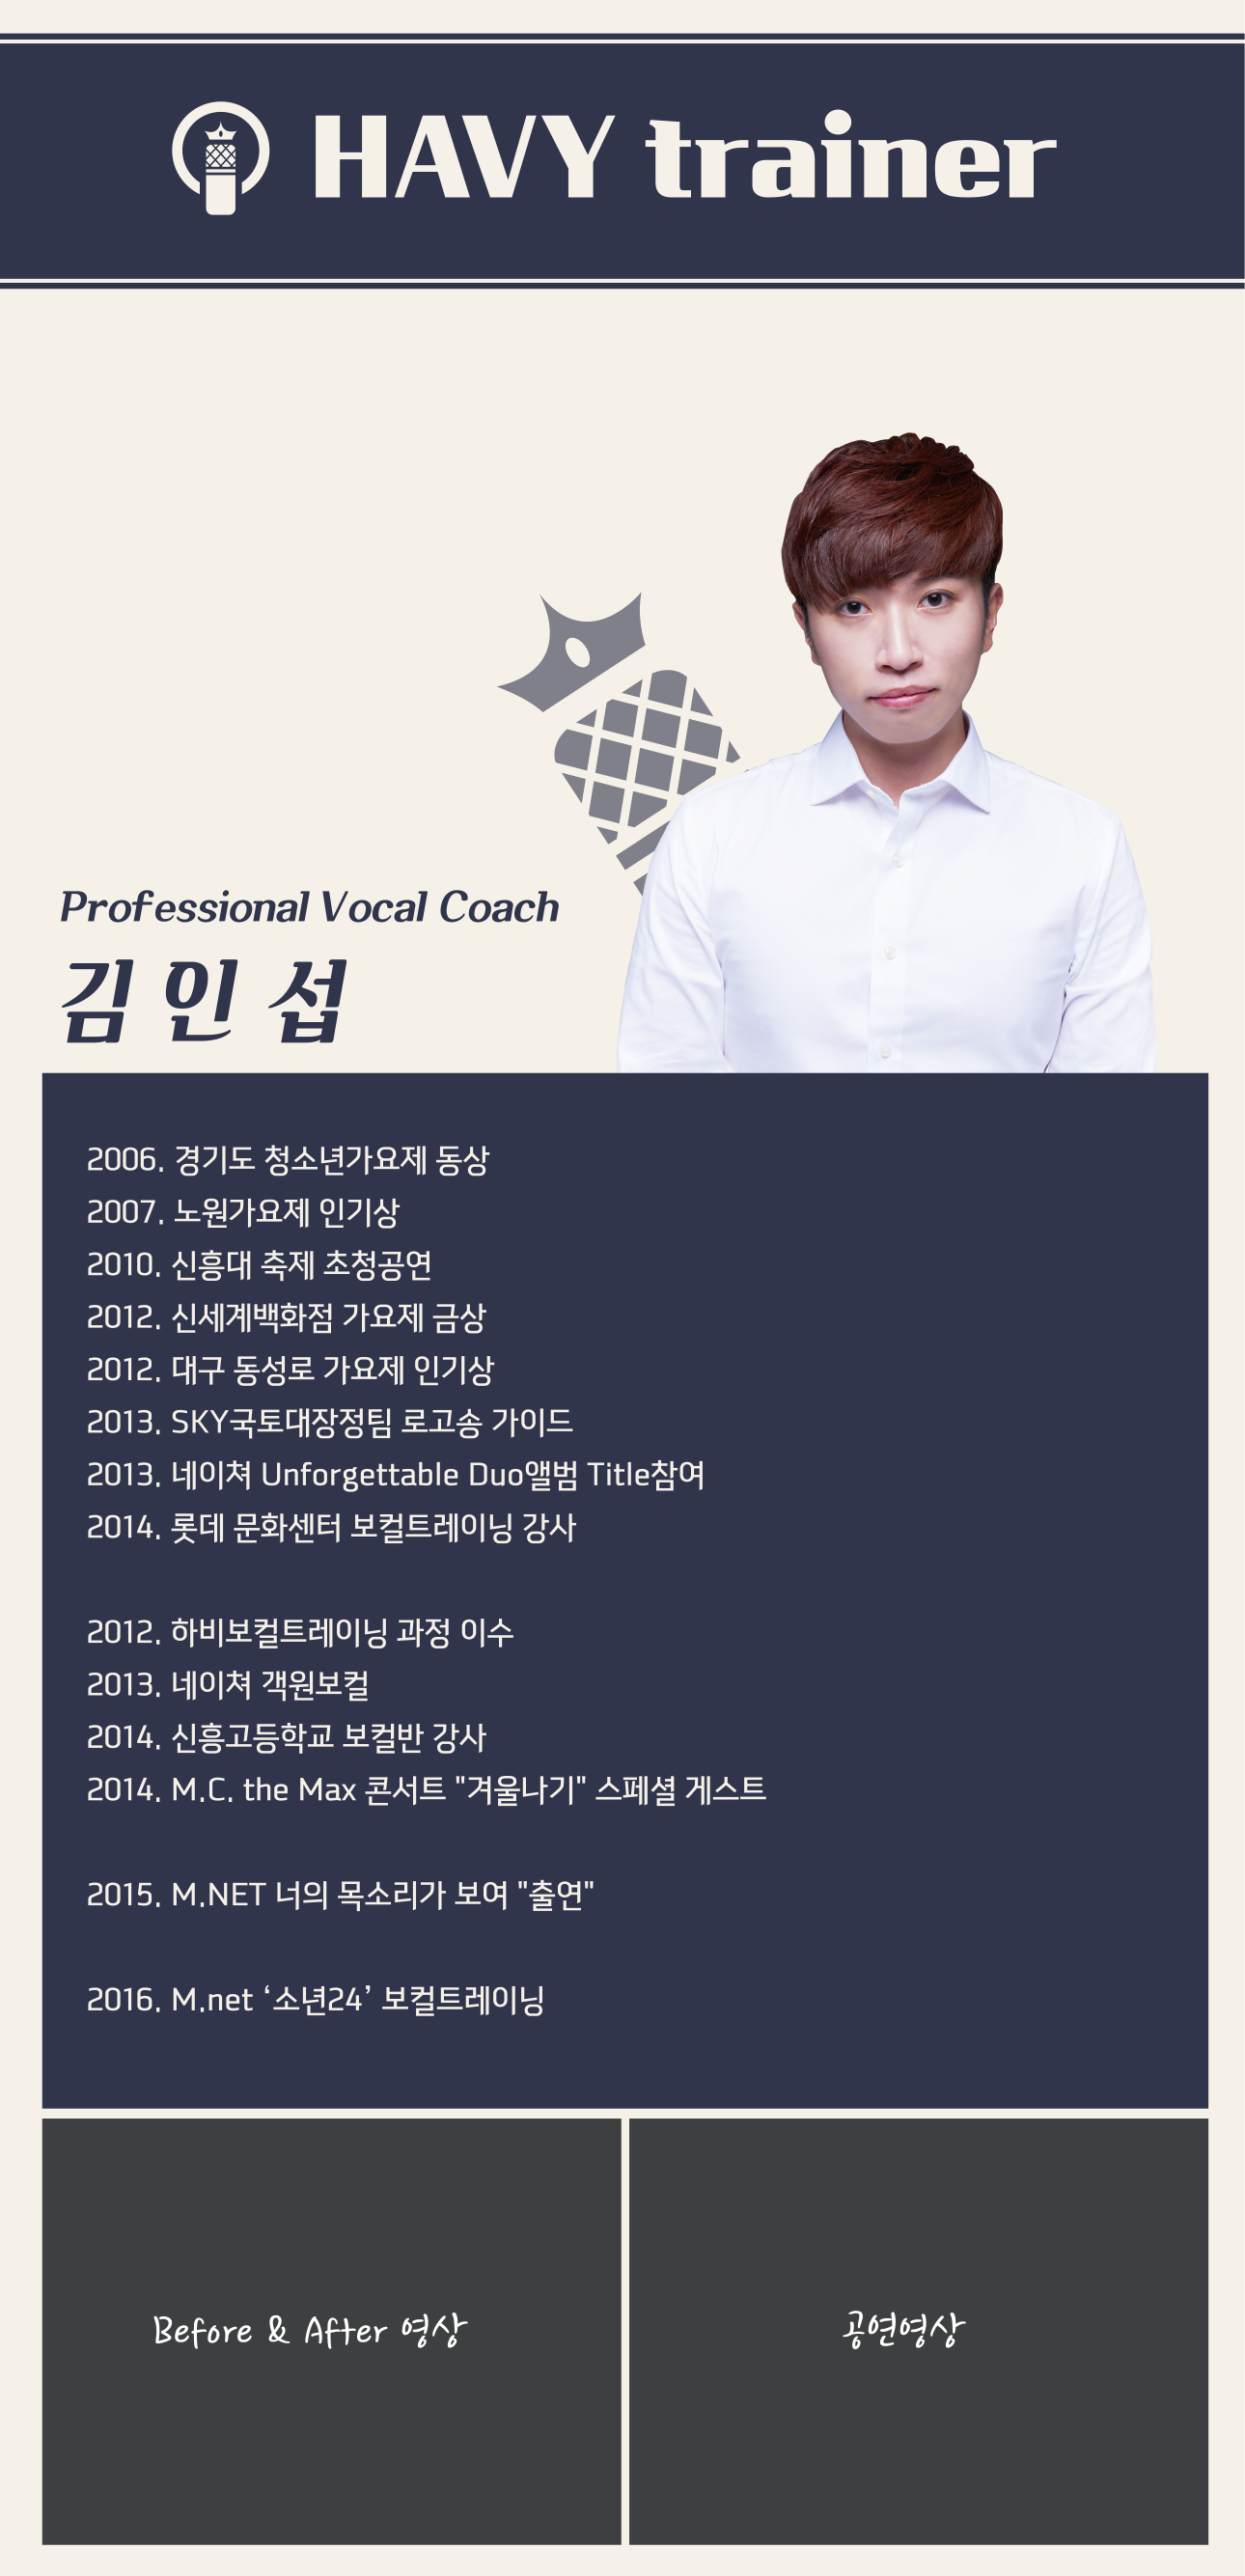 HAVY trainer
Professional Vocal Coach
김 인 섭
2006. 경기도 청소년가요제 동상
2007. 노원가요제 인기상
2010. 신흥대 축제 초청공연
2012. 신세계백화점 가요제 금상
2012. 대구 동성로 가요제 인기상
2013. SKY국토대장정팀 로고송 가이드
2013. 네이쳐 Unforgettable Duo앨범 Title참여
2014. 롯데 문화센터 보컬트레이닝 강사
2012. 하비보컬트레이닝 과정 이수
2013. 네이쳐 객원보컬
2014. 신흥고등학교 보컬반 강사
2014. M.C. the Max 콘서트 "겨울나기" 스페셜 게스트
2015. M.NET 너의 목소리가 보여 "출연"
2016. M.net ‘소년24’ 보컬트레이닝
Before & After 영상
공연영상